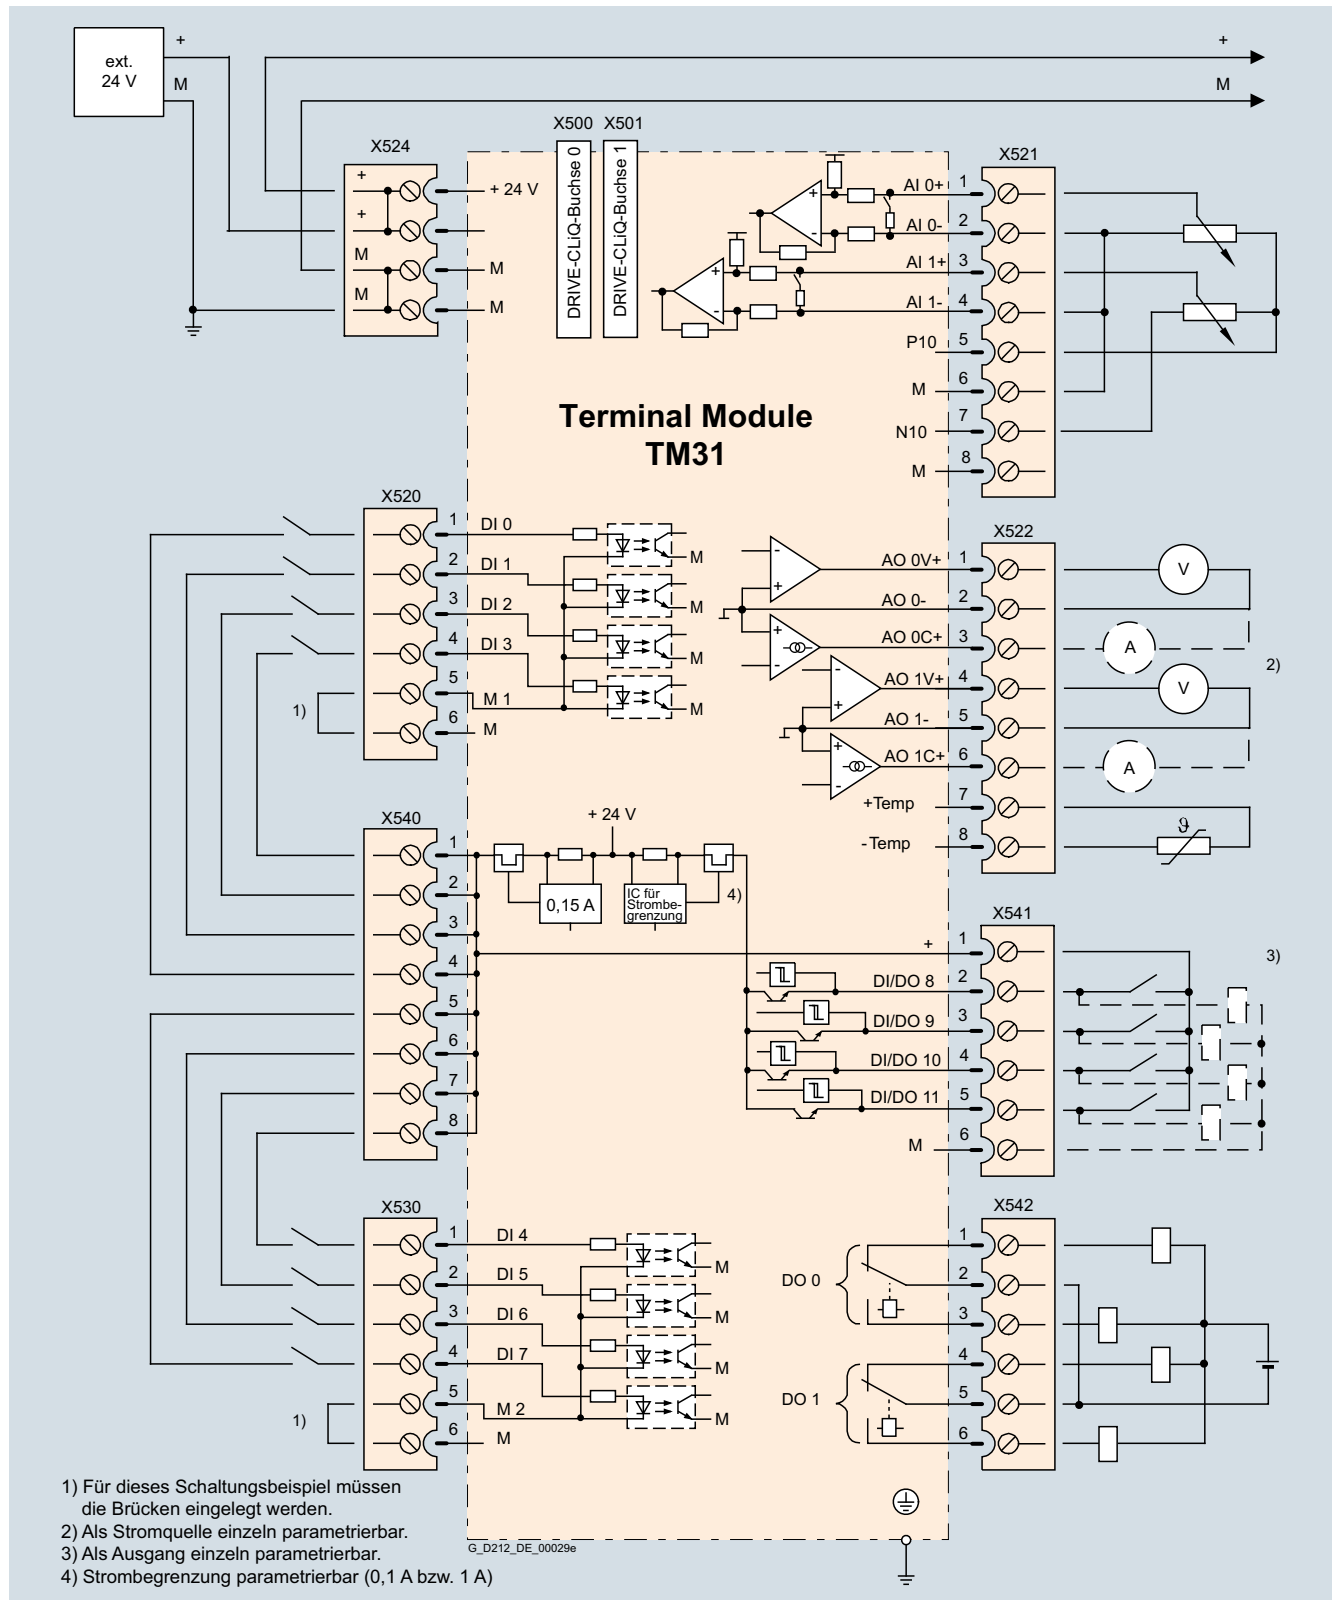 ext.
24 V
+
M
+
M
X500 X501
DRIVE-CLiQ-Buchse 0
DRIVE-CLiQ-Buchse 1
X524
+
+
M
M
+ 24 V
M
M
X521
AI 0+ 1
AI 0- 2
AI 1+ 3
AI 1- 4
P10 5
M 6
N10 7
M 8
+
-
+
-
Terminal Module
TM31
X520
1 DI 0
2 DI 1
3 DI 2
4 DI 3
5 M 1
6 M
1)
M
M
M
M
X522
AO 0V+ 1
AO 0- 2
AO 0C+ 3
AO 1V+ 4
AO 1- 5
AO 1C+ 6
+Temp 7
-Temp 8
-
+
+
-
-
+
+
-
V
A
V
A
2)
ϑ
X540
1
2
3
4
5
6
7
8
+ 24 V
0,15 A
IC für
Strombe-
grenzung
4)
X541
+ 1
DI/DO 8 2
DI/DO 9 3
DI/DO 10 4
DI/DO 11 5
M 6
3)
X530
1 DI 4
2 DI 5
3 DI 6
4 DI 7
5 M 2
6 M
1)
M
M
M
M
X542
DO 0
1
2
3
DO 1
4
5
6
1) Für dieses Schaltungsbeispiel müssen
die Brücken eingelegt werden.
2) Als Stromquelle einzeln parametrierbar.
3) Als Ausgang einzeln parametrierbar.
4) Strombegrenzung parametrierbar (0,1 A bzw. 1 A)
G_D212_DE_00029e